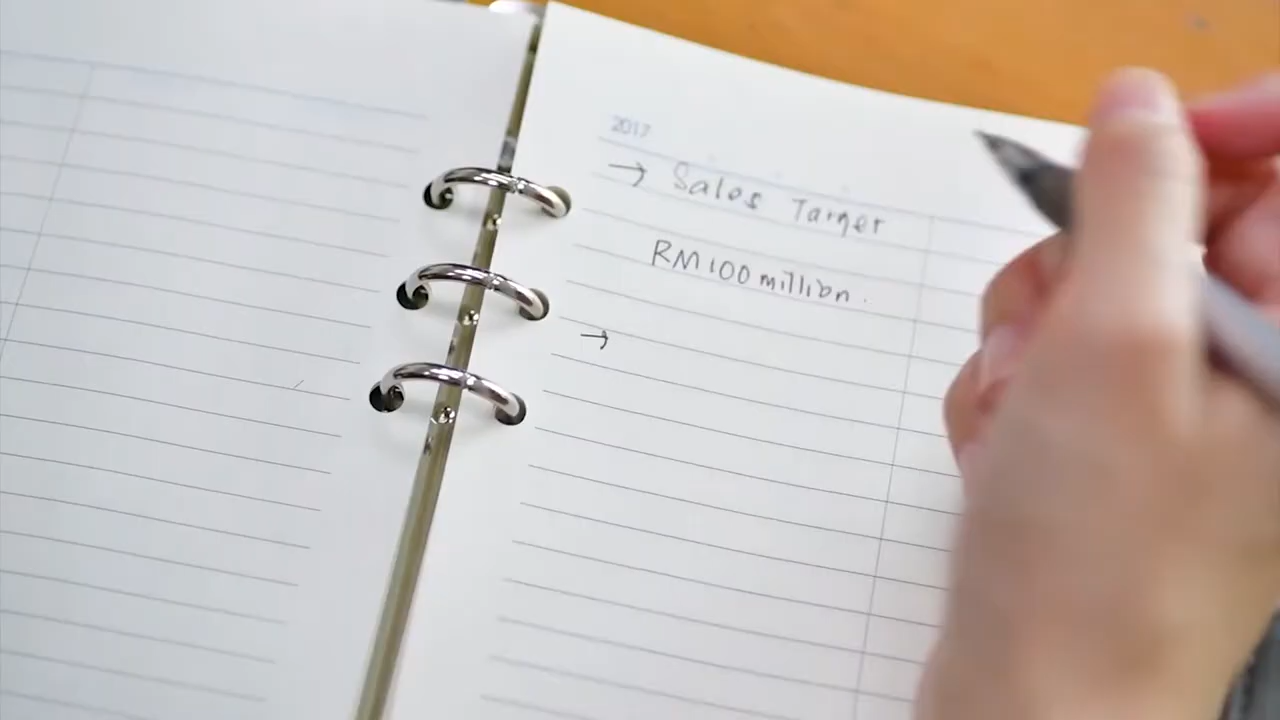 2017
→ Sales Target
RM100 million.
→